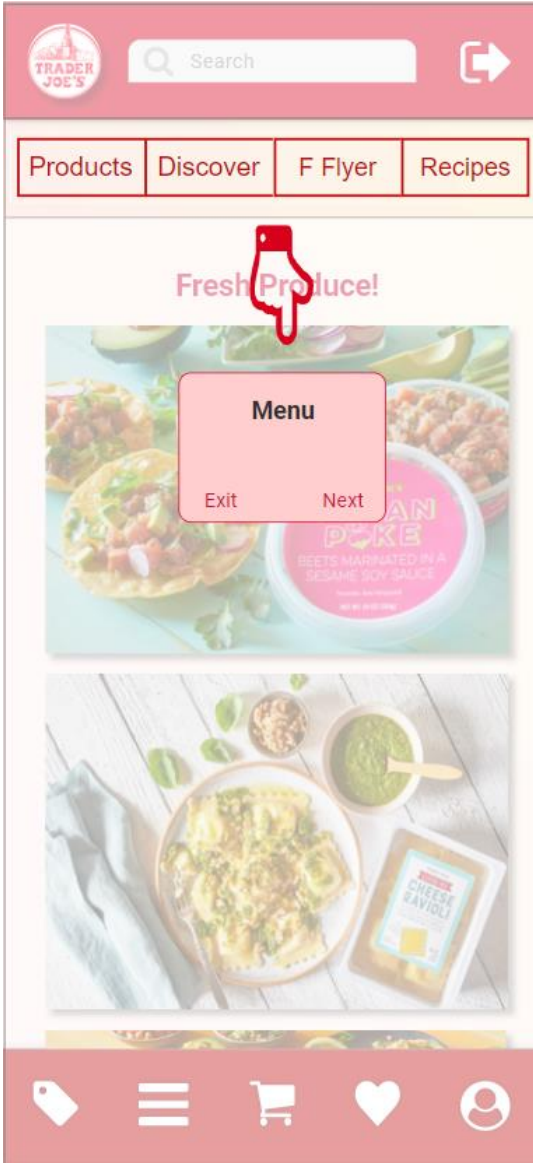 TRADER
JOE'S
Search
Products Discover F Flyer Recipes
Fresh Produce!
Menu
Exit Next
POKE
BEETS MARINATED IN A
SESAME SOY SAUCE
CHEESE
RAVIOLI